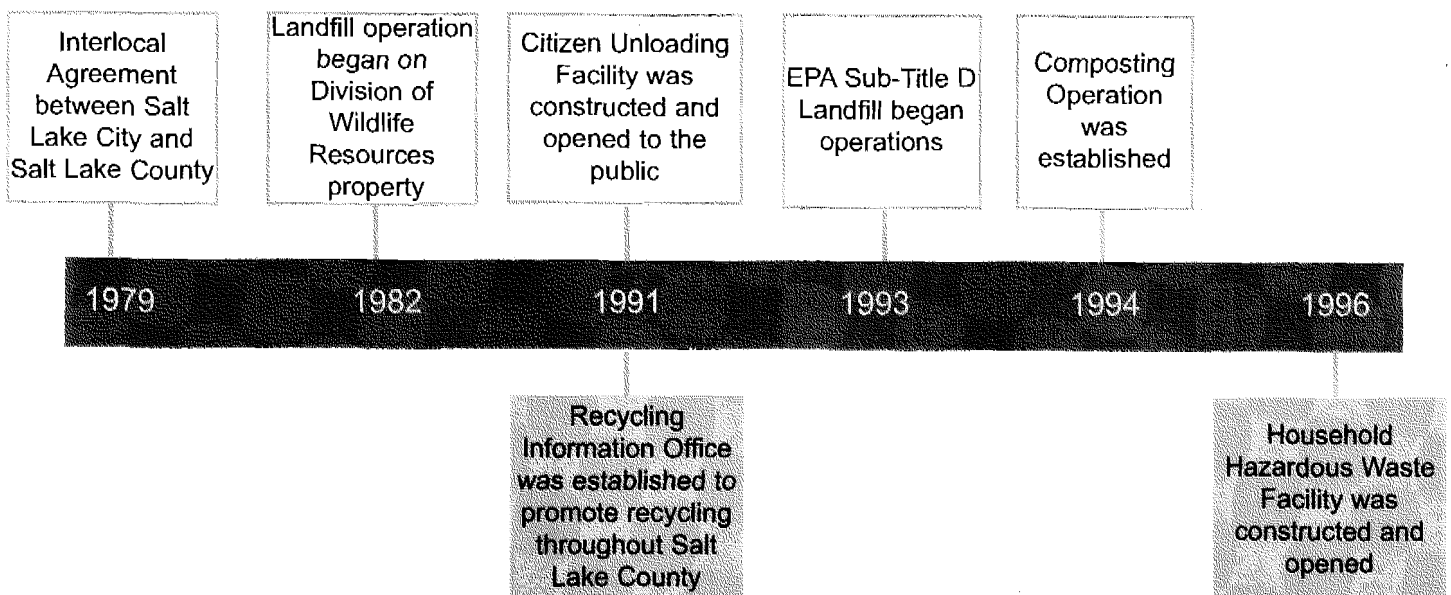 Interlocal
Agreement
between Salt
Lake City and
Salt Lake County
Landfill operation
began on
Division of
Wildlife
Resources
property
Citizen Unloading
Facility was
constructed and
opened to the
public
EPA Sub-Title D
Landfill began
operations
Composting
Operation
was
established
1979
1982
1991
1993
1994
1996
Recycling
Information Office
was established to
promote recycling
throughout Salt
Lake County
Household
Hazardous Waste
Facility was
constructed and
opened